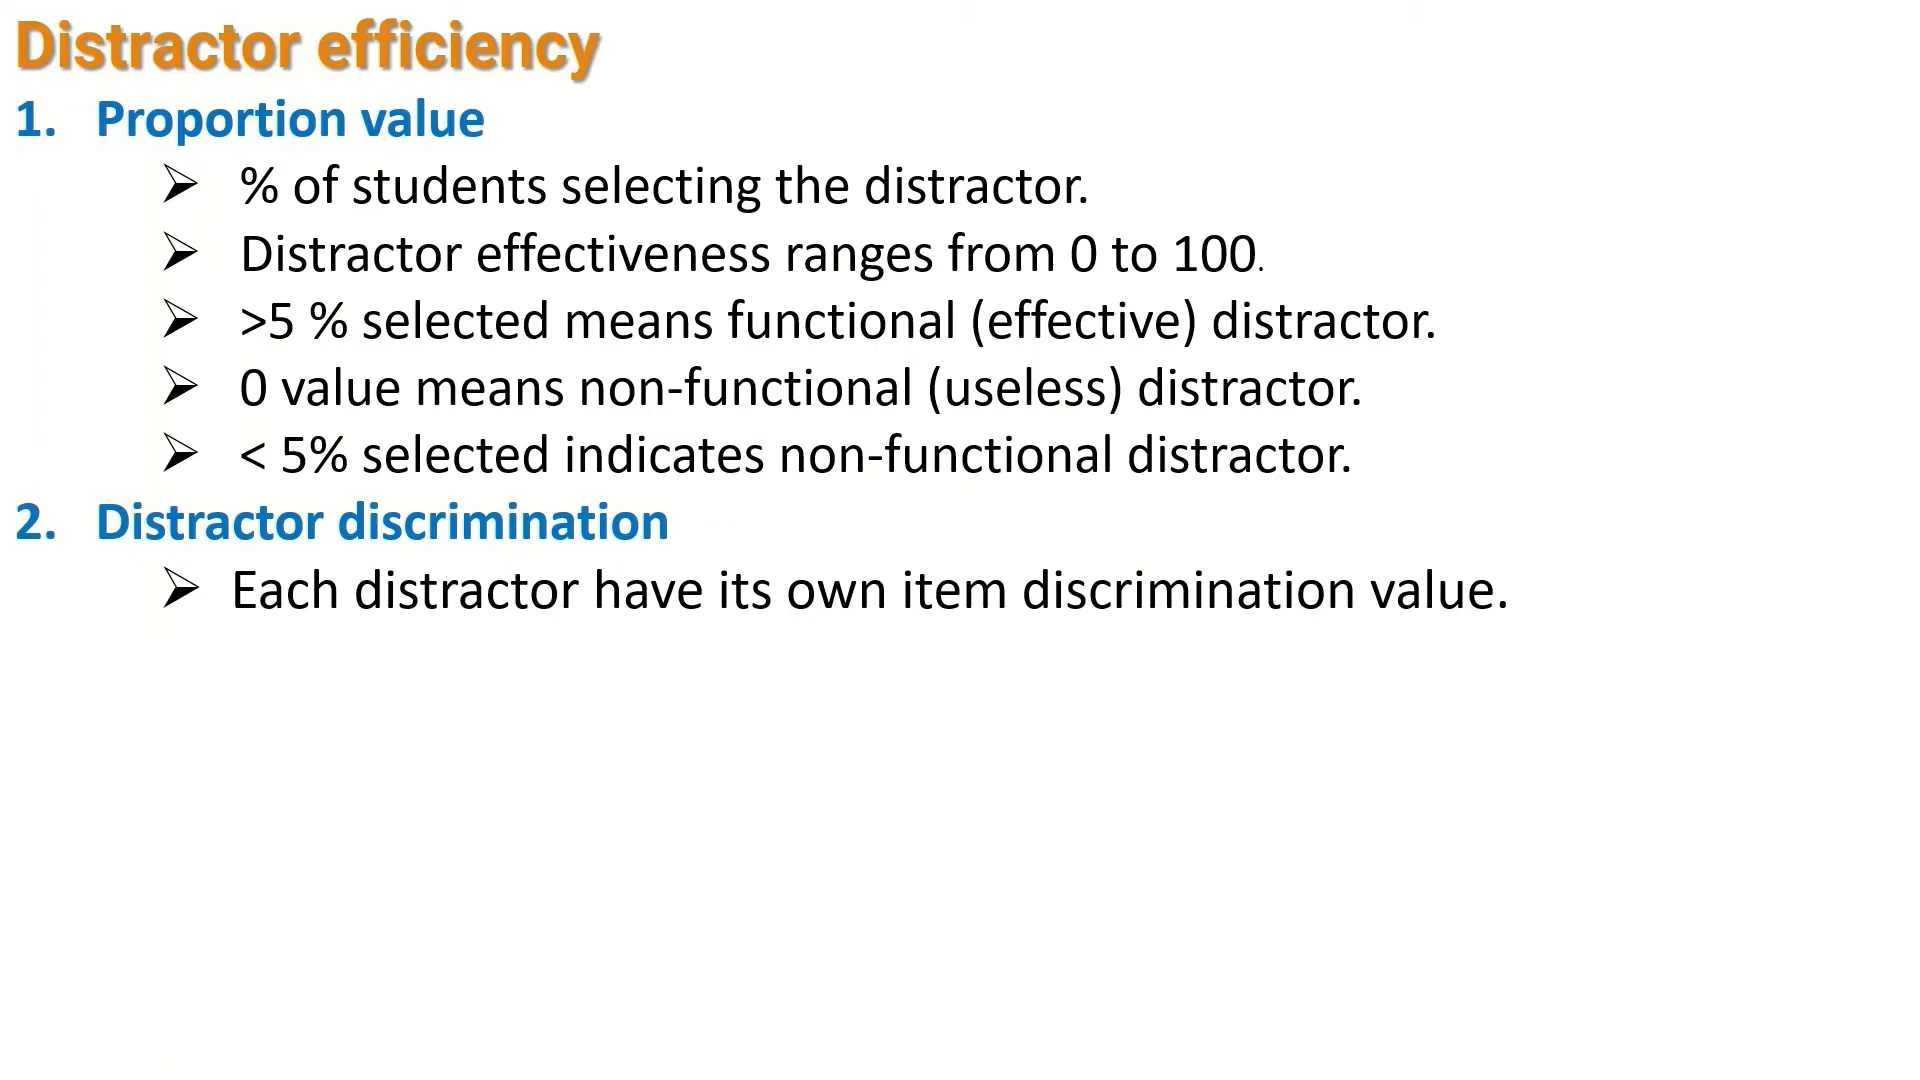 Distractor efficiency
1. Proportion value
➢ % of students selecting the distractor.
➢ Distractor effectiveness ranges from 0 to 100.
➢ >5 % selected means functional (effective) distractor.
➢ 0 value means non-functional (useless) distractor.
➢ < 5% selected indicates non-functional distractor.
2. Distractor discrimination
➢ Each distractor have its own item discrimination value.